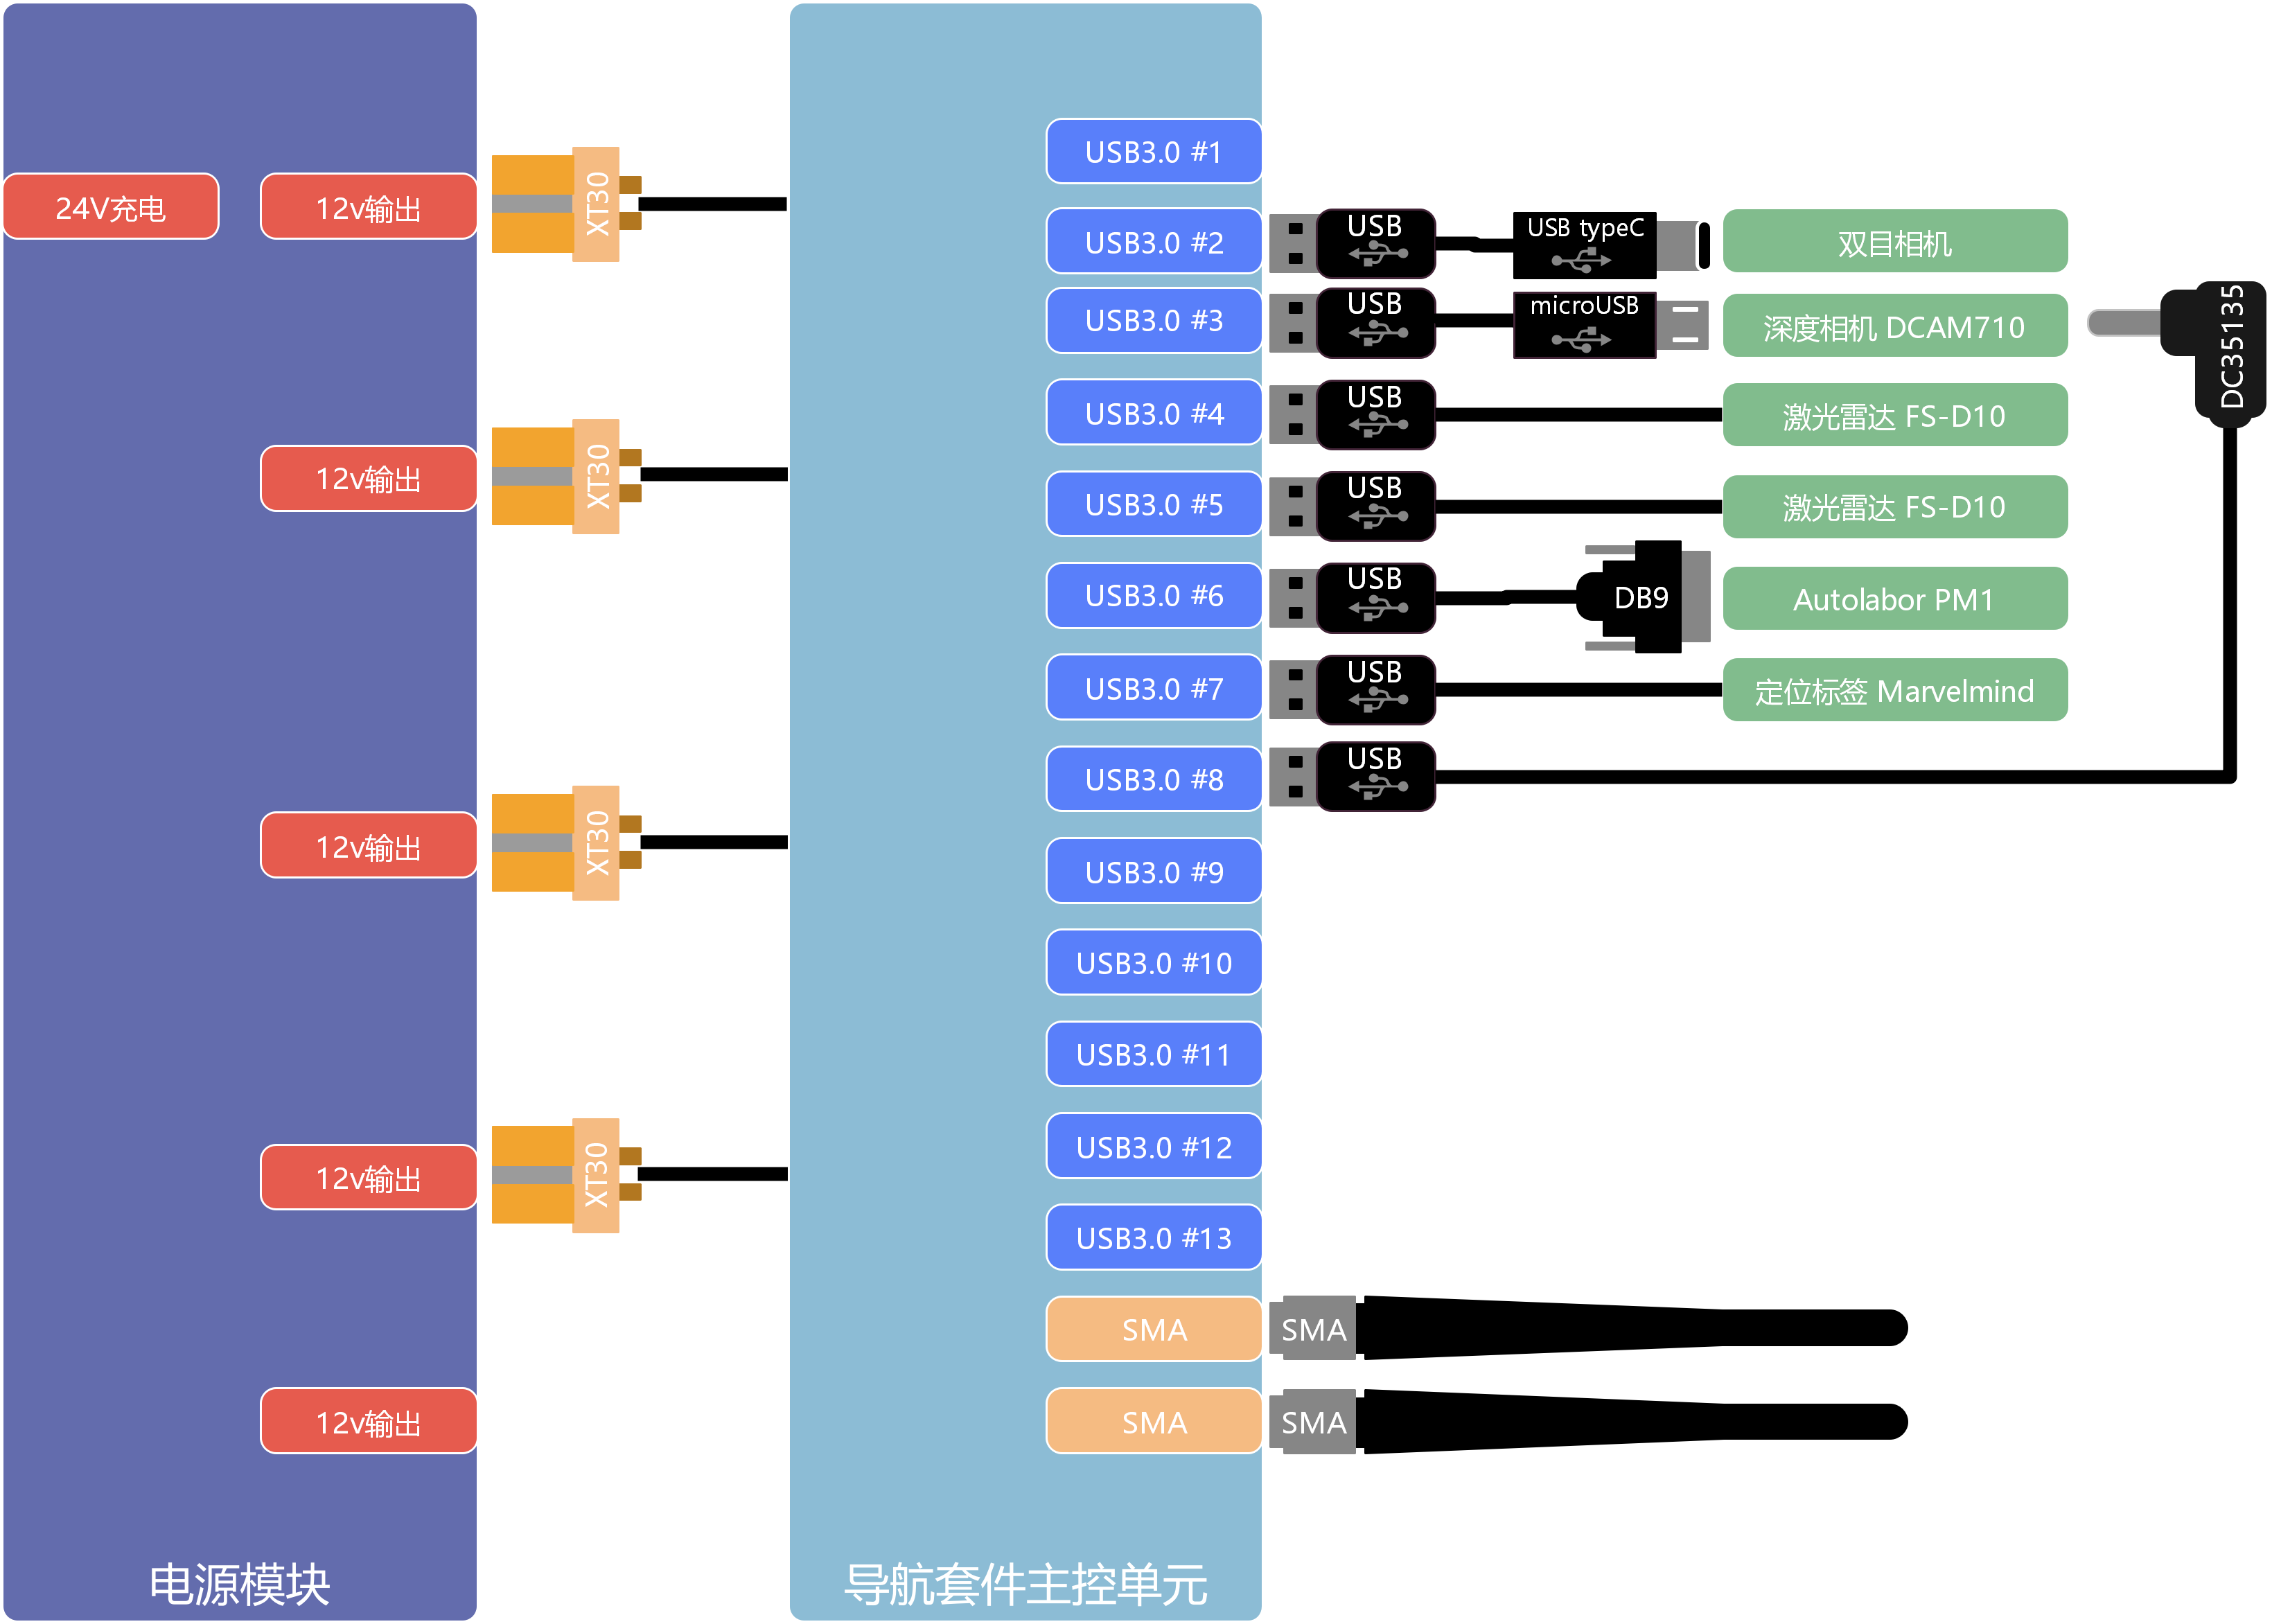 24V充电
12v输出
XT30
12v输出
XT30
12v输出
XT30
12v输出
XT30
12v输出
电源模块
USB3.0 #1
USB3.0 #2
USB
USB typeC
双目相机
USB3.0 #3
USB
microUSB
深度相机 DCAM710
DC35135
USB3.0 #4
USB
激光雷达 FS-D10
USB3.0 #5
USB
激光雷达 FS-D10
USB3.0 #6
USB
DB9
Autolabor PM1
USB3.0 #7
USB
定位标签 Marvelmind
USB3.0 #8
USB
USB3.0 #9
USB3.0 #10
USB3.0 #11
USB3.0 #12
USB3.0 #13
SMA
SMA
SMA
SMA
导航套件主控单元